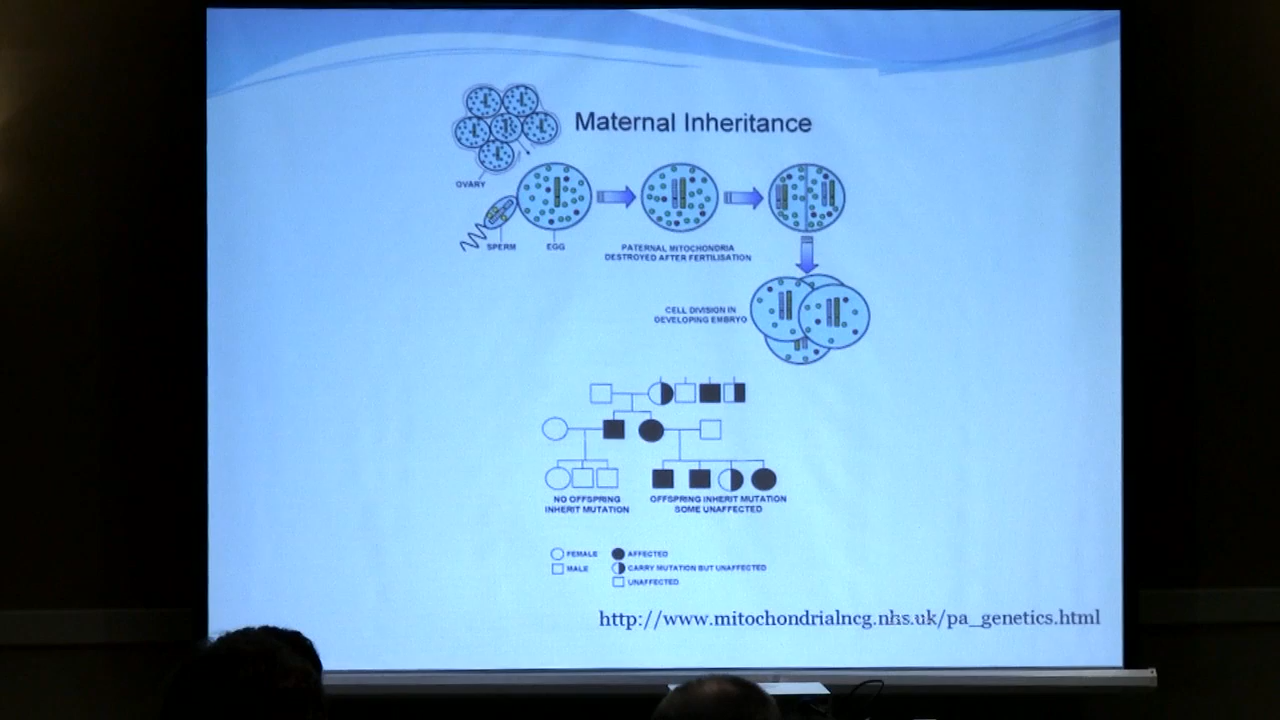 Maternal Inheritance
OVARY
SPERM
EGG
PATERNAL MITOCHONDRIA
DESTROYED AFTER FERTILISATION
CELL DIVISION IN
DEVELOPING EMBRYO
NO OFFSPRING
INHERIT MUTATION
OFFSPRING INHERIT MUTATION
SOME UNAFFECTED
FEMALE
AFFECTED
MALE
CARRY MUTATION BUT UNAFFECTED
UNAFFECTED
http://www.mitochondrialncg.nhs.uk/pa_genetics.html